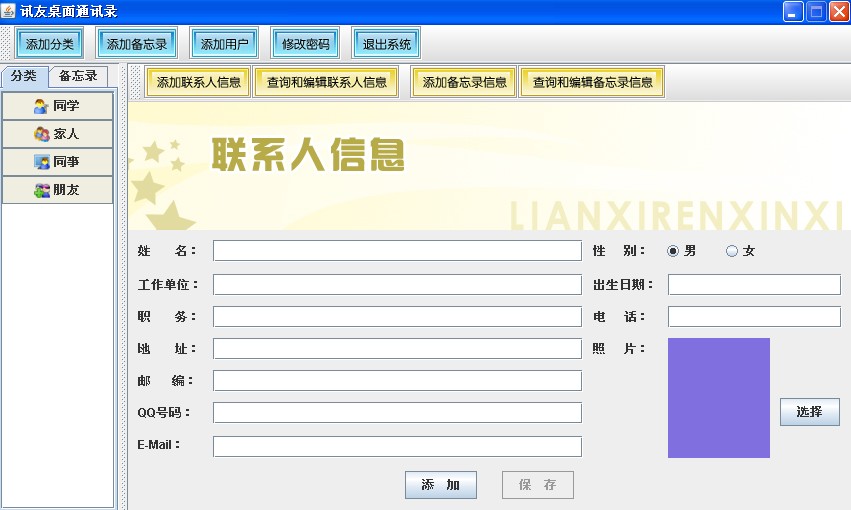 讯友桌面通讯录
添加分类 添加备忘录 添加用户 修改密码 退出系统
分类 备忘录
添加联系人信息 查询和编辑联系人信息 添加备忘录信息 查询和编辑备忘录信息
同学
家人
同事
朋友
联系人信息
LIANXIRENXINXI
姓 名： 性 别： 男 女
工作单位： 出生日期：
职 务： 电 话：
地 址： 照 片：
邮 编：
QQ号码： 选择
E-Mail：
添 加 保 存